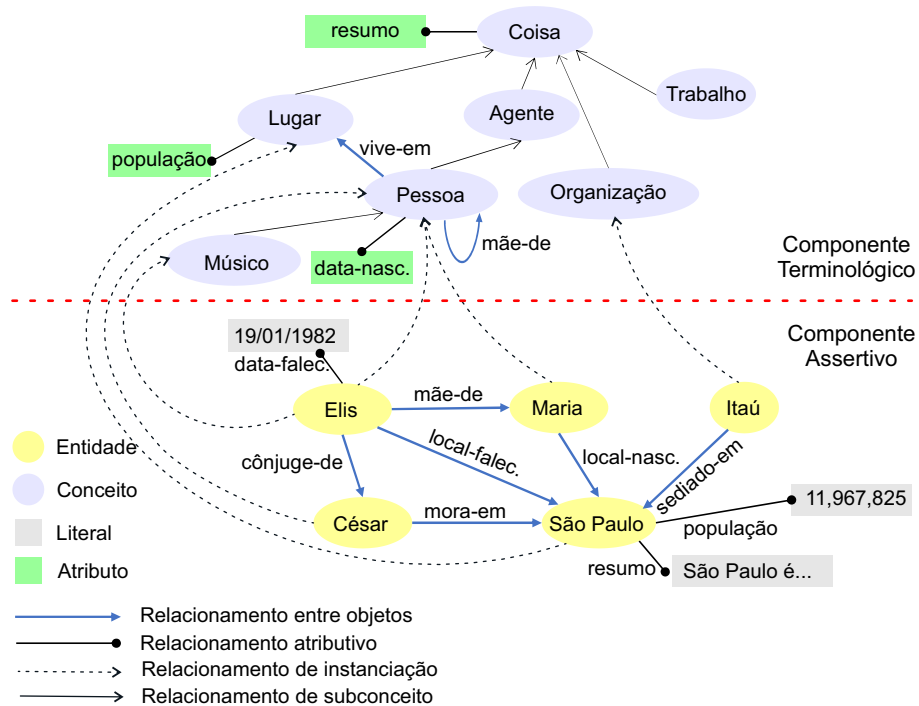 resumo
Coisa
Trabalho
Agente
Lugar
vive-em
população
Pessoa
Organização
mãe-de
Músico
data-nasc.
Componente
Terminológico
19/01/1982
data-falec.
Componente
Assertivo
Elis
mãe-de
Maria
Itaú
local-falec.
local-nasc.
sediado-em
cônjuge-de
César
mora-em
São Paulo
população
11,967,825
resumo
São Paulo é...
Entidade
Conceito
Literal
Atributo
Relacionamento entre objetos
Relacionamento atributivo
Relacionamento de instanciação
Relacionamento de subconceito